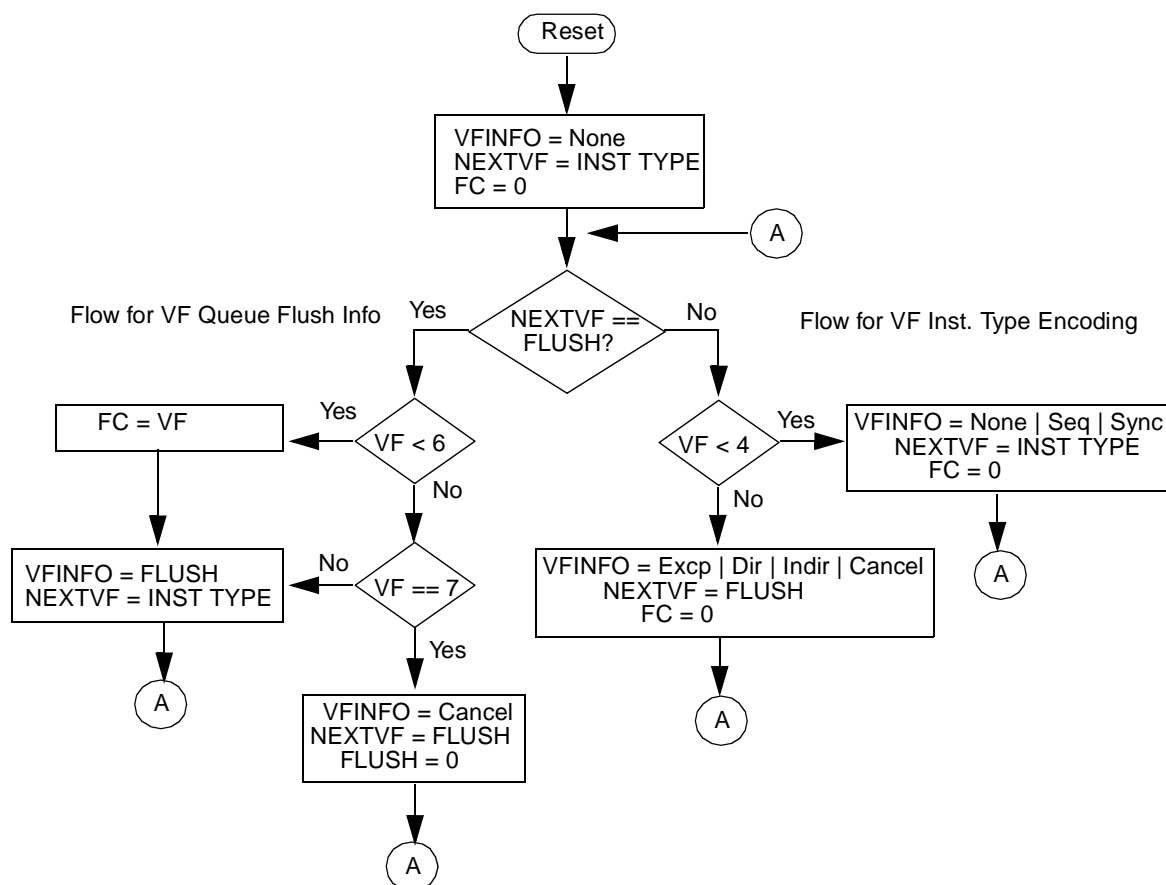 Reset
VFINFO = None
NEXTVF = INST TYPE
FC = 0
A
Flow for VF Queue Flush Info
Yes
NEXTVF ==
FLUSH?
No
Flow for VF Inst. Type Encoding
FC = VF
Yes
VF < 6
No
VF < 4
Yes
No
VFINFO = None | Seq | Sync
NEXTVF = INST TYPE
FC = 0
A
VFINFO = FLUSH
NEXTVF = INST TYPE
No
VF == 7
Yes
VFINFO = Excp | Dir | Indir | Cancel
NEXTVF = FLUSH
FC = 0
A
A
VFINFO = Cancel
NEXTVF = FLUSH
FLUSH = 0
A